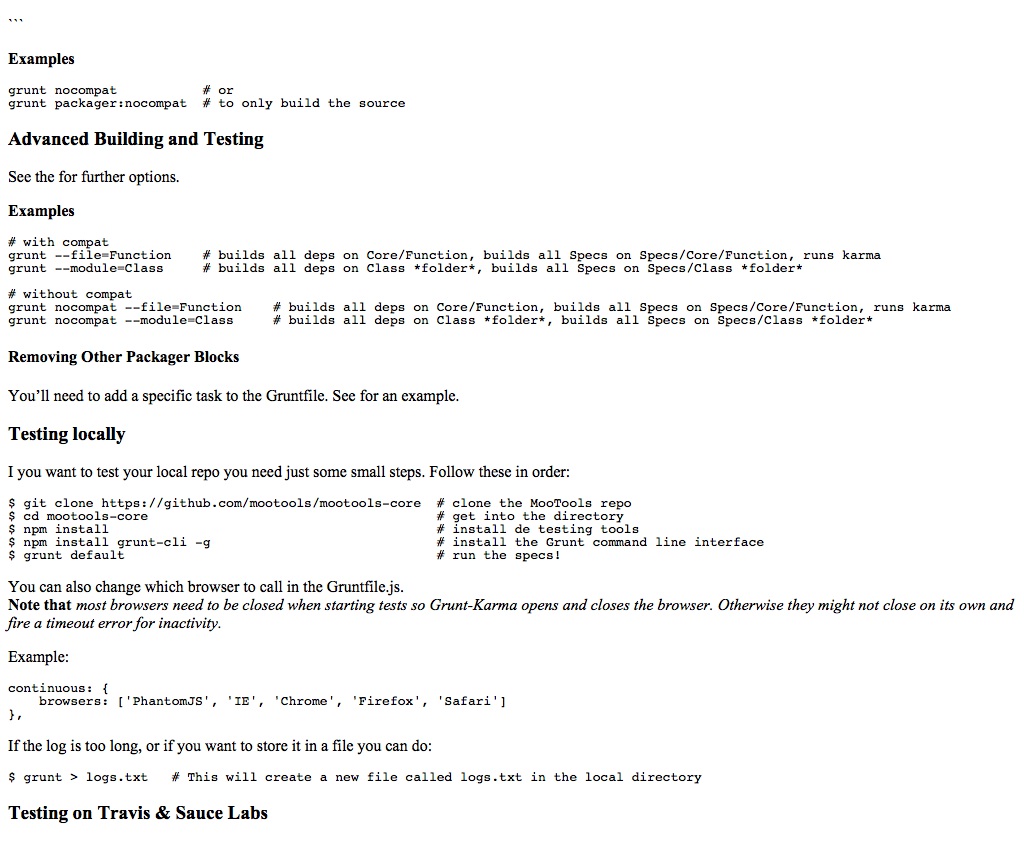 ```
Examples
grunt nocompat           # or
grunt packager:nocompat  # to only build the source
Advanced Building and Testing
See the for further options.
Examples
# with compat
grunt --file=Function    # builds all deps on Core/Function, builds all Specs on Specs/Core/Function, runs karma
grunt --module=Class     # builds all deps on Class *folder*, builds all Specs on Specs/Class *folder*
# without compat
grunt nocompat --file=Function    # builds all deps on Core/Function, builds all Specs on Specs/Core/Function, runs karma
grunt nocompat --module=Class     # builds all deps on Class *folder*, builds all Specs on Specs/Class *folder*
Removing Other Packager Blocks
You’ll need to add a specific task to the Gruntfile. See for an example.
Testing locally
I you want to test your local repo you need just some small steps. Follow these in order:
$ git clone https://github.com/mootools/mootools-core  # clone the MooTools repo
$ cd mootools-core                                     # get into the directory
$ npm install                                          # install de testing tools
$ npm install grunt-cli -g                             # install the Grunt command line interface
$ grunt default                                        # run the specs!
You can also change which browser to call in the Gruntfile.js.
Note that most browsers need to be closed when starting tests so Grunt-Karma opens and closes the browser. Otherwise they might not close on its own and
fire a timeout error for inactivity.
Example:
continuous: {
    browsers: ['PhantomJS', 'IE', 'Chrome', 'Firefox', 'Safari']
},
If the log is too long, or if you want to store it in a file you can do:
$ grunt > logs.txt   # This will create a new file called logs.txt in the local directory
Testing on Travis & Sauce Labs